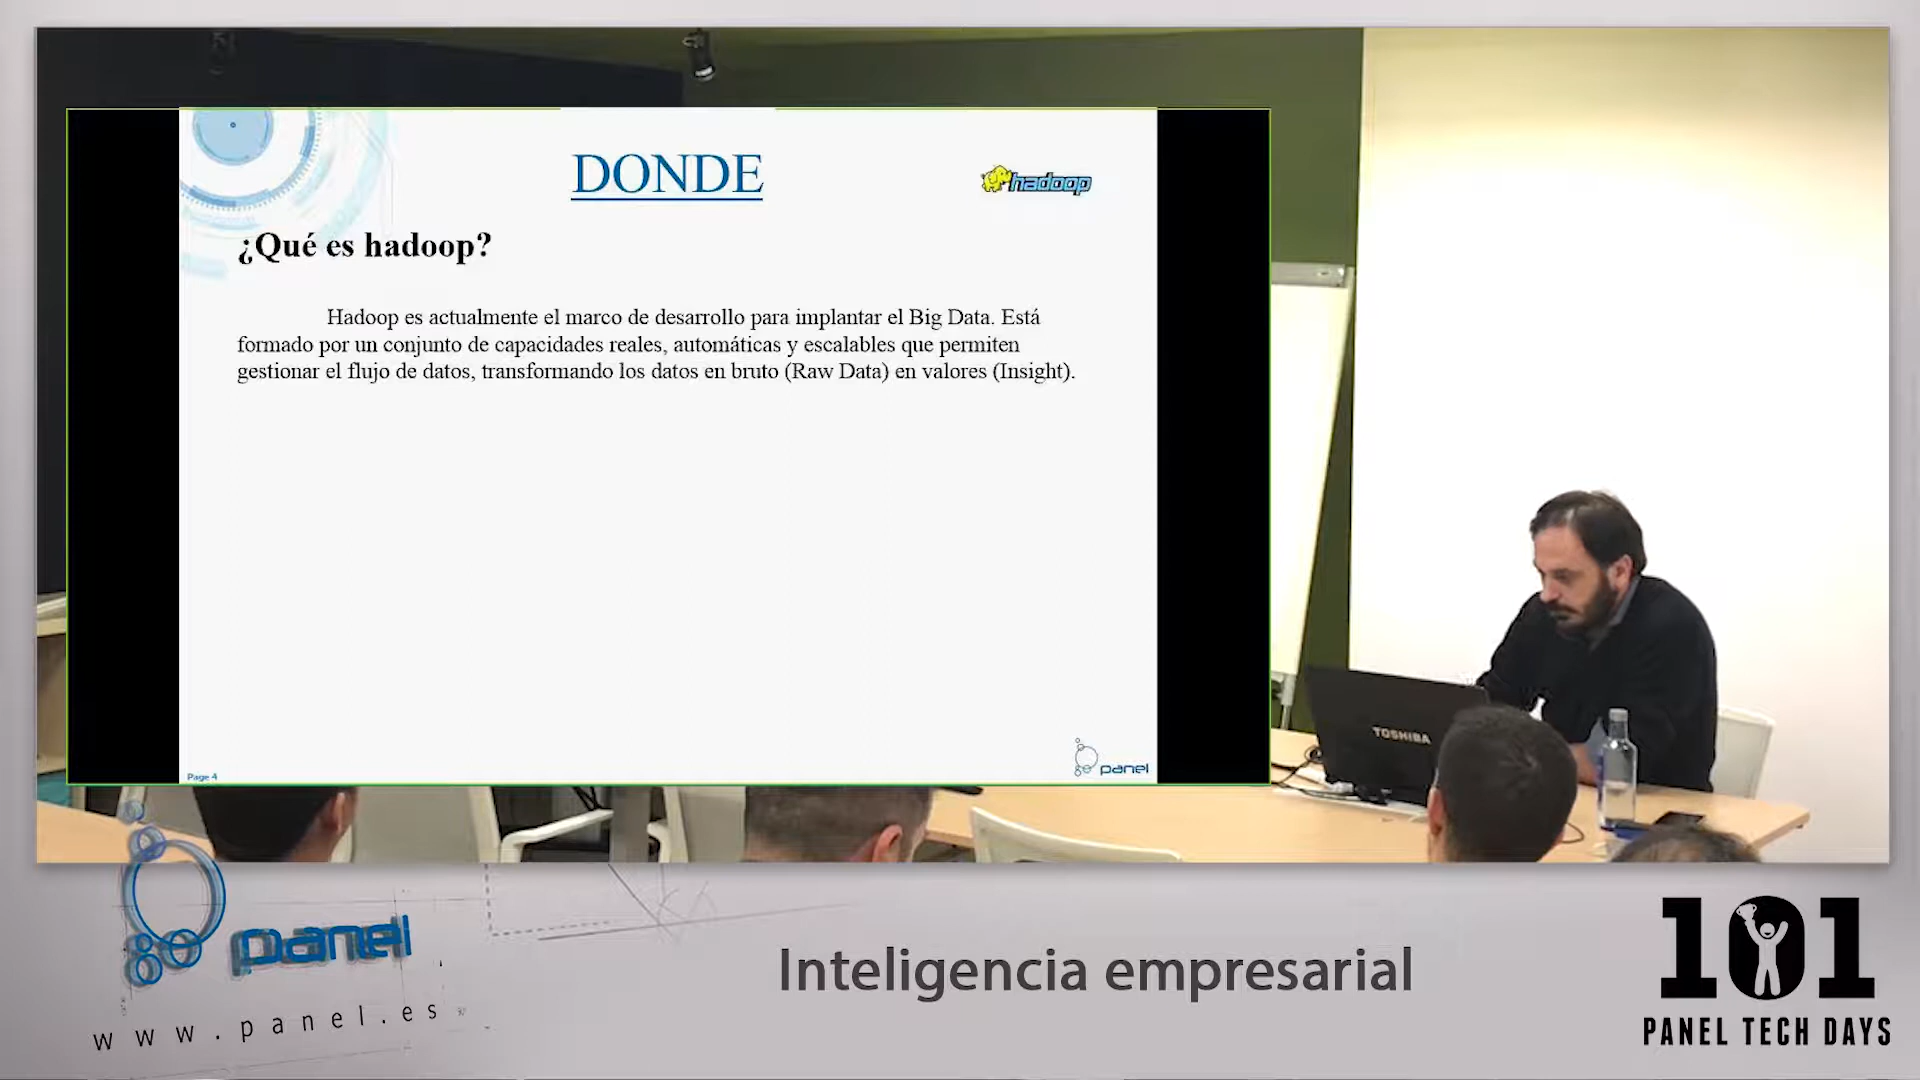 DONDE
hadoop
¿Qué es hadoop?
Hadoop es actualmente el marco de desarrollo para implantar el Big Data. Está
formado por un conjunto de capacidades reales, automáticas y escalables que permiten
gestionar el flujo de datos, transformando los datos en bruto (Raw Data) en valores (Insight).
Page 4
panel
TOSHIBA
panel
www.panel.es
Inteligencia empresarial
101
PANEL TECH DAYS